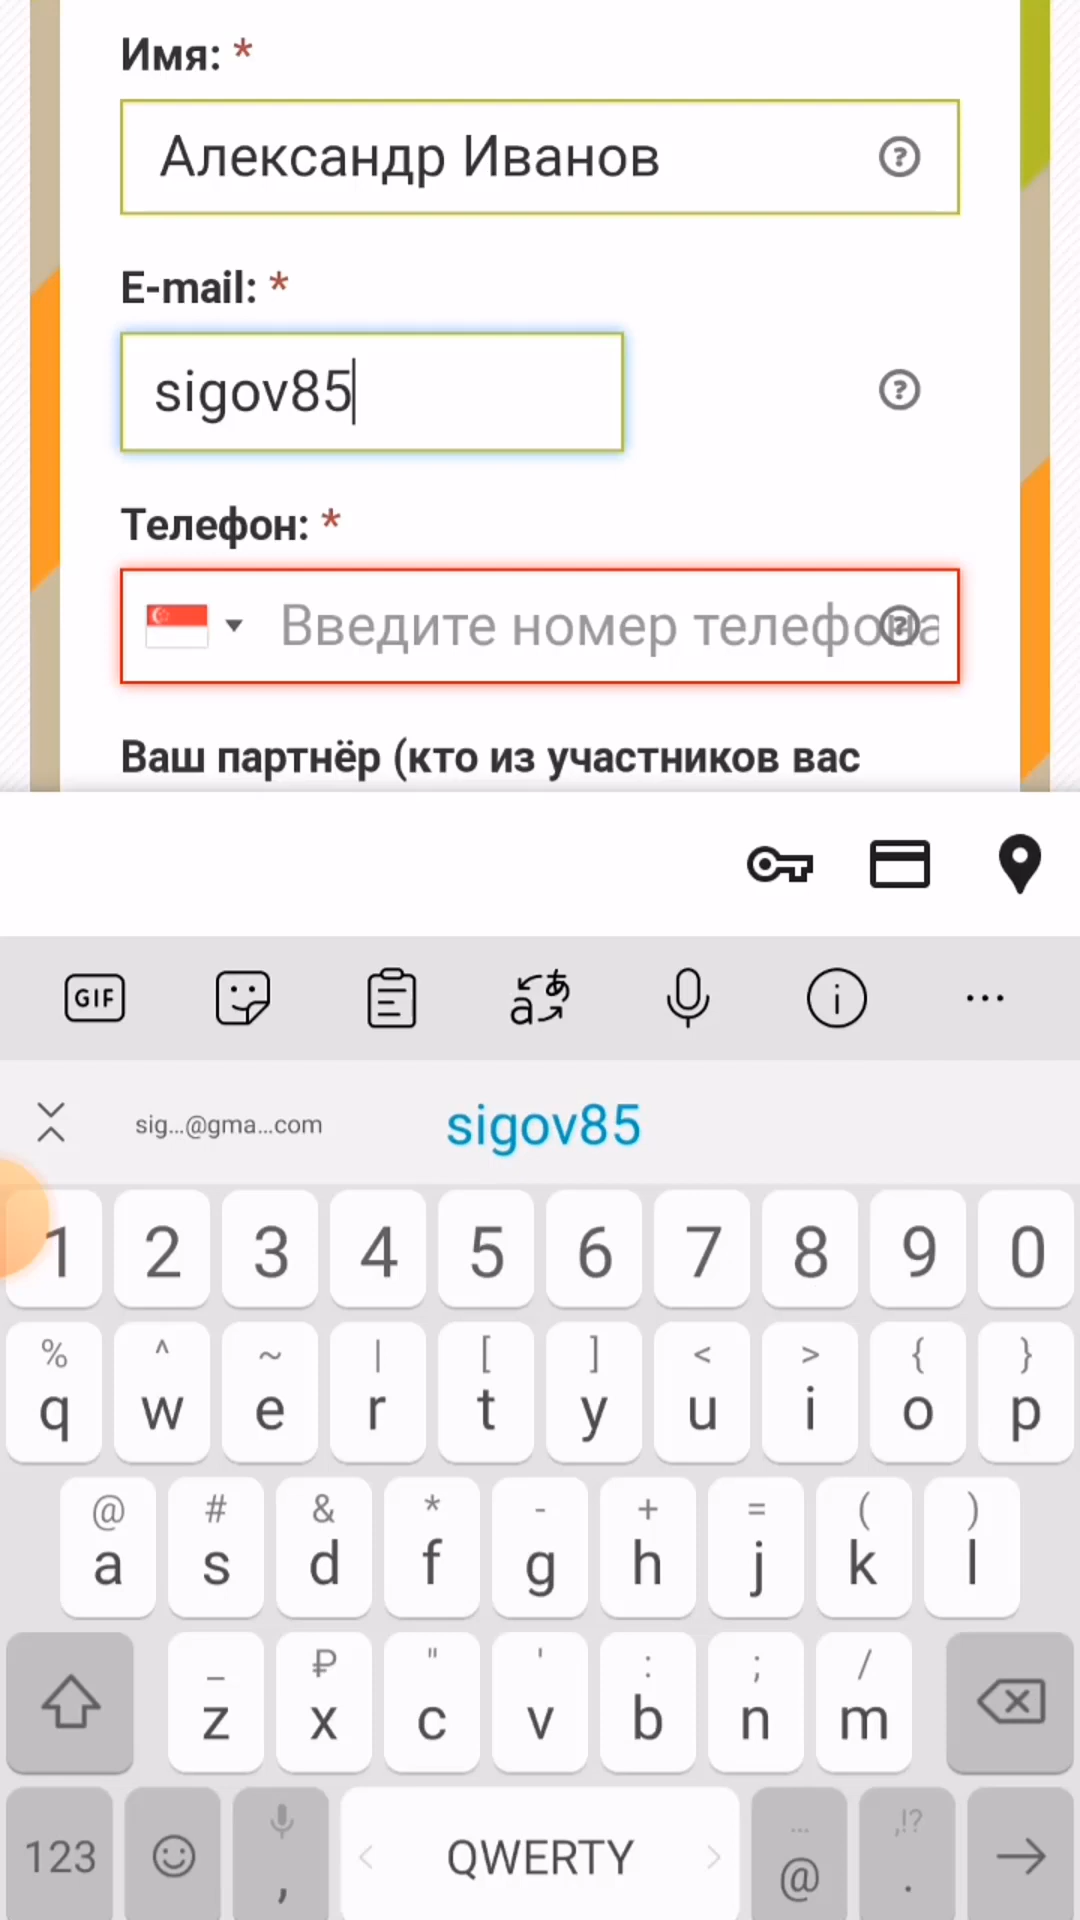 Имя: *
Александр Иванов
E-mail: *
sigov85
Телефон: *
Введите номер телефона
Ваш партнёр (кто из участников вас
GIF
sig...@gma...com sigov85
1 2 3 4 5 6 7 8 9 0
% ^ ~ | [ ] < > { }
q w e r t y u i o p
@ # & * - + = ( )
a s d f g h j k l
_ ₽ " ' : ; /
z x c v b n m
... ,!?
123 , QWERTY @ .